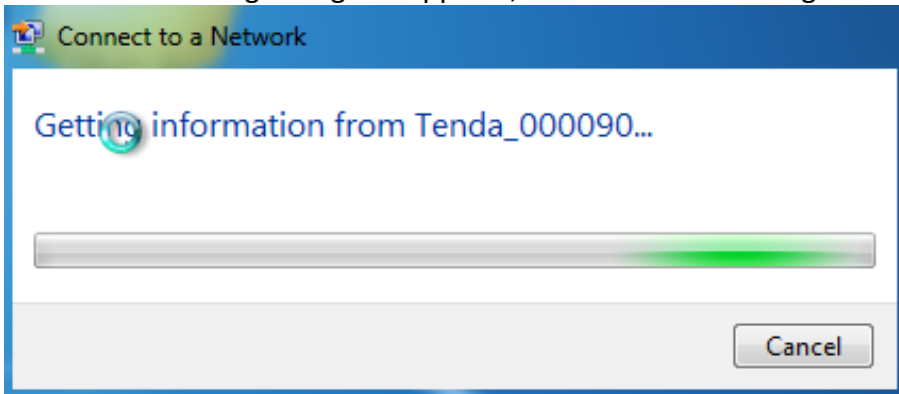 Connect to a Network
Getting information from Tenda_000090...
Cancel